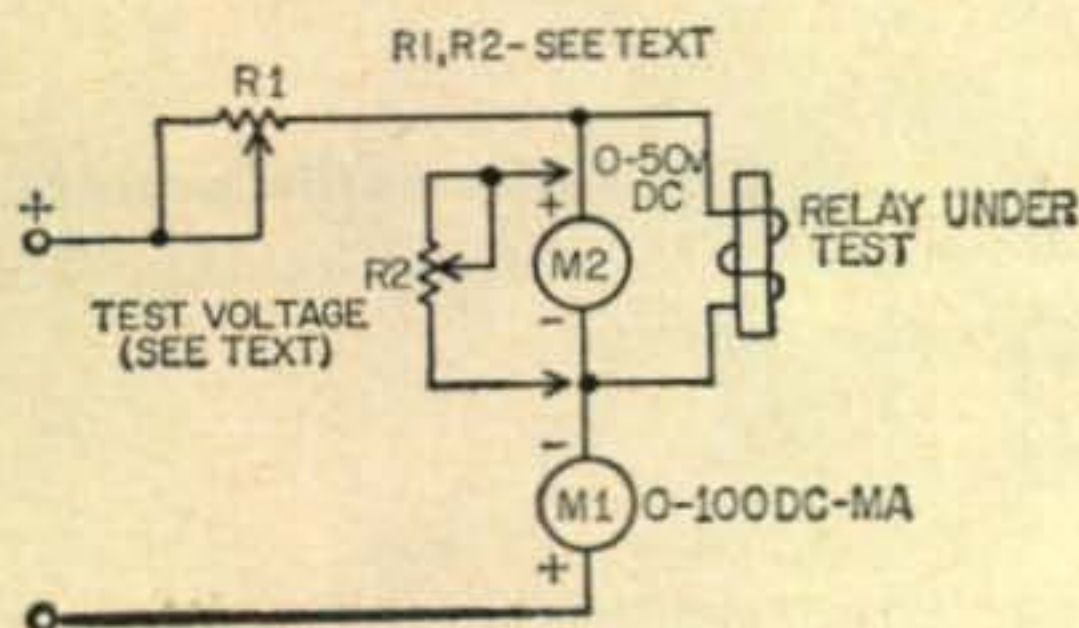 R1,R2-SEE TEXT
R1
0-50V
DC
+
+
RELAY UNDER
TEST
R2
M2
TEST VOLTAGE
(SEE TEXT)
-
-
M1
0-100DC-MA
+